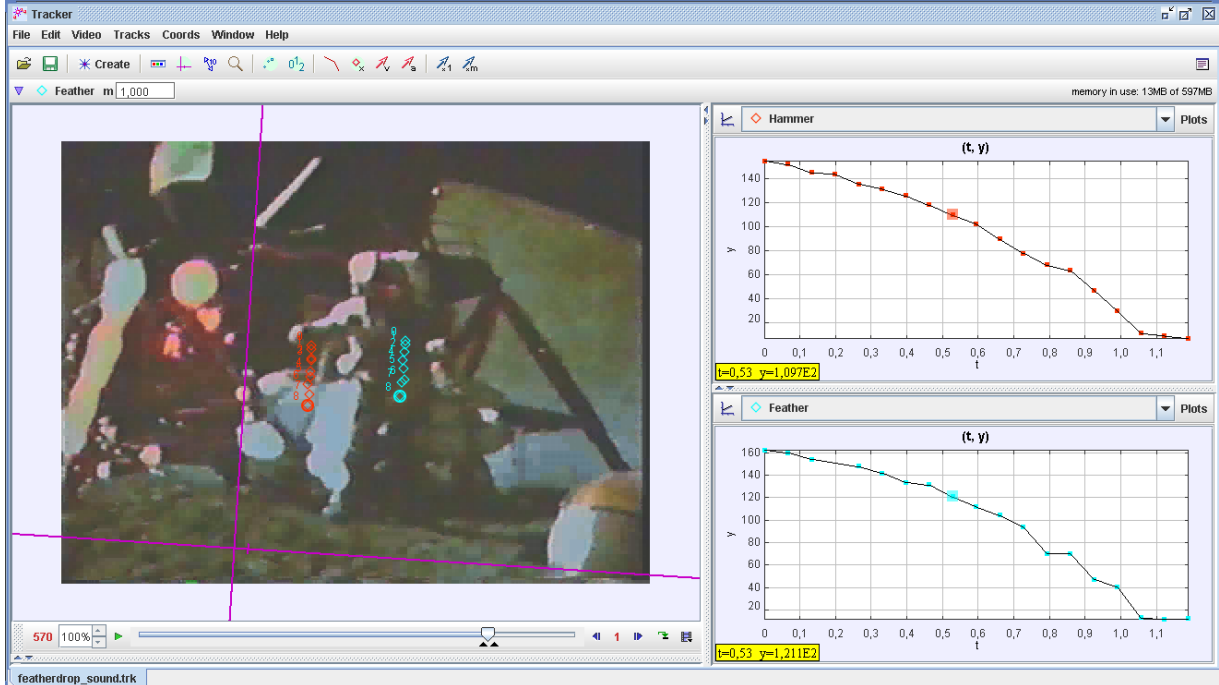 Tracker
File Edit Video Tracks Coords Window Help
Create
Feather m 1,000
memory in use: 13MB of 597MB
Hammer
Plots
(t, y)
140
120
100
80
60
40
20
y
0 0,1 0,2 0,3 0,4 0,5 0,6 0,7 0,8 0,9 1,0 1,1
t
t=0,53 y=1,097E2
Feather
Plots
(t, y)
160
140
120
100
80
60
40
20
y
0 0,1 0,2 0,3 0,4 0,5 0,6 0,7 0,8 0,9 1,0 1,1
t
t=0,53 y=1,211E2
570 100% 1
featherdrop_sound.trk